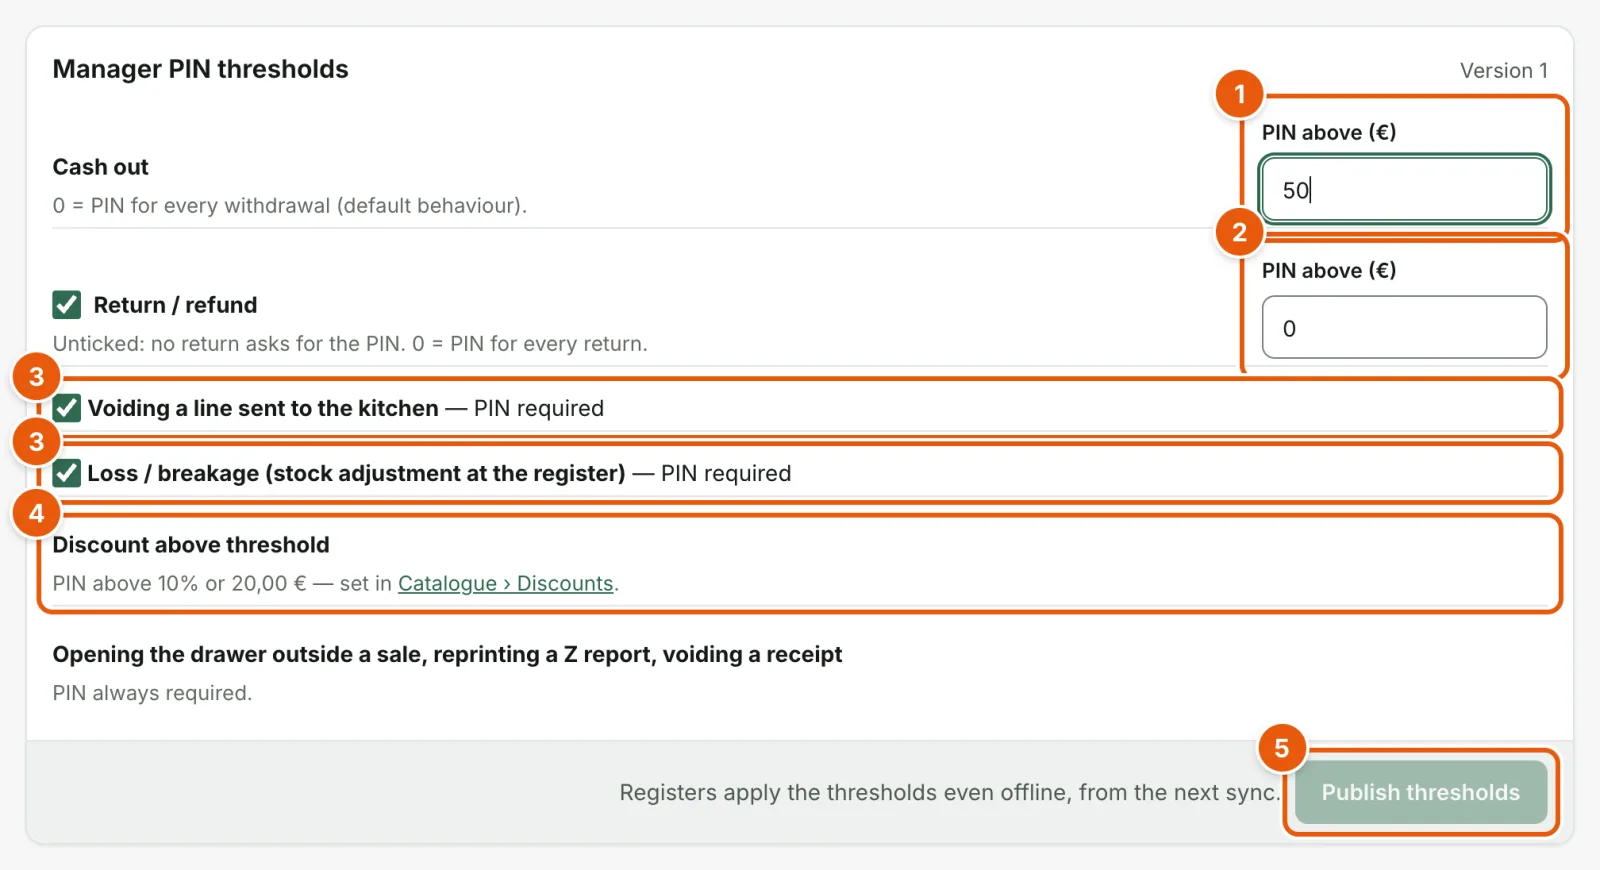 Manager PIN thresholds
Version 1
1
PIN above (€)
Cash out
50
0 = PIN for every withdrawal (default behaviour).
2
PIN above (€)
Return / refund
0
Unticked: no return asks for the PIN. 0 = PIN for every return.
3
Voiding a line sent to the kitchen — PIN required
3
Loss / breakage (stock adjustment at the register) — PIN required
4
Discount above threshold
PIN above 10% or 20,00 € — set in Catalogue › Discounts.
Opening the drawer outside a sale, reprinting a Z report, voiding a receipt
PIN always required.
5
Registers apply the thresholds even offline, from the next sync.
Publish thresholds